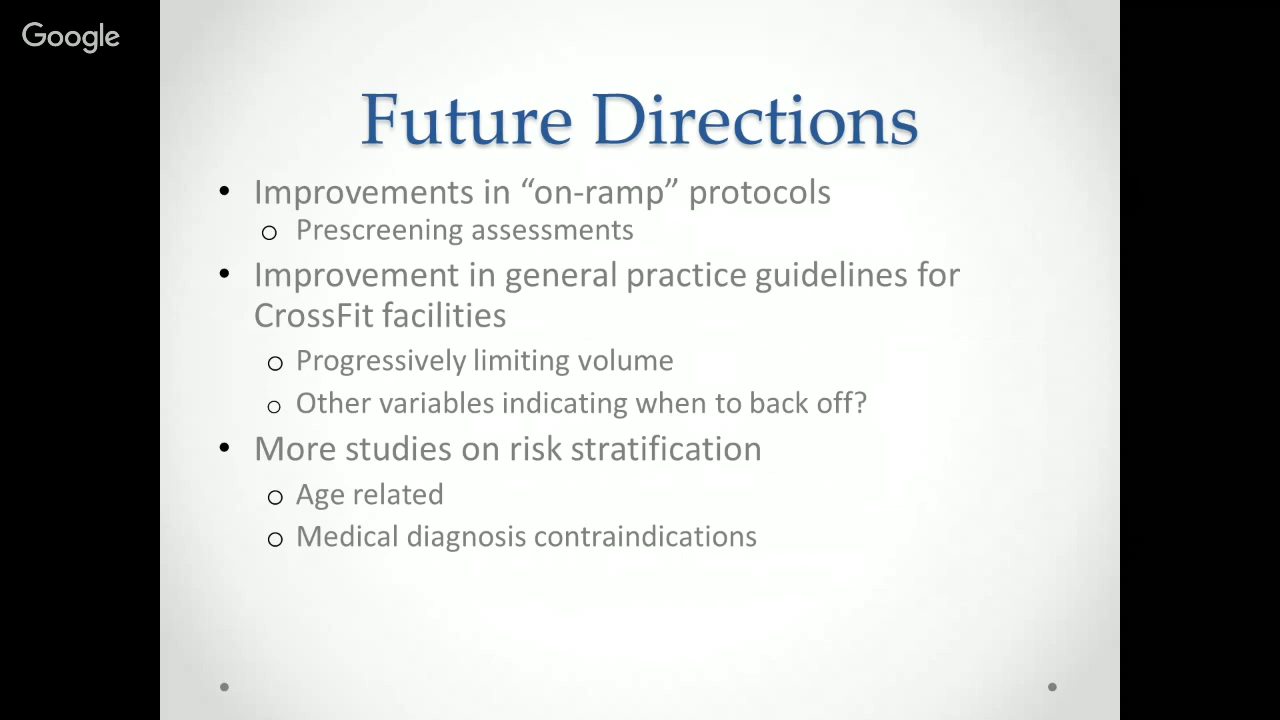 Google
Future Directions
• Improvements in “on-ramp” protocols
o Prescreening assessments
• Improvement in general practice guidelines for
CrossFit facilities
o Progressively limiting volume
o Other variables indicating when to back off?
• More studies on risk stratification
o Age related
o Medical diagnosis contraindications